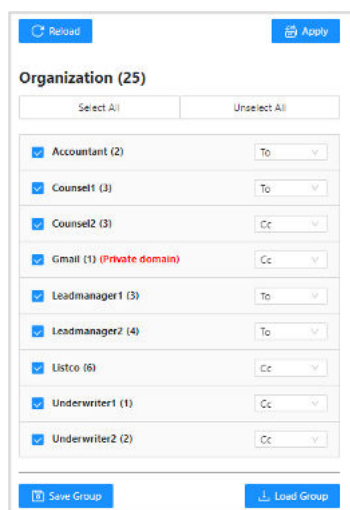 Reload
Apply
Organization (25)
Select All
Unselect All
Accountant (2) To
Counsel1 (3) To
Counsel2 (3) Cc
Gmail (1) (Private domain) Cc
Leadmanager1 (3) To
Leadmanager2 (4) To
Listco (6) Cc
Underwriter1 (1) Cc
Underwriter2 (2) Cc
Save Group
Load Group